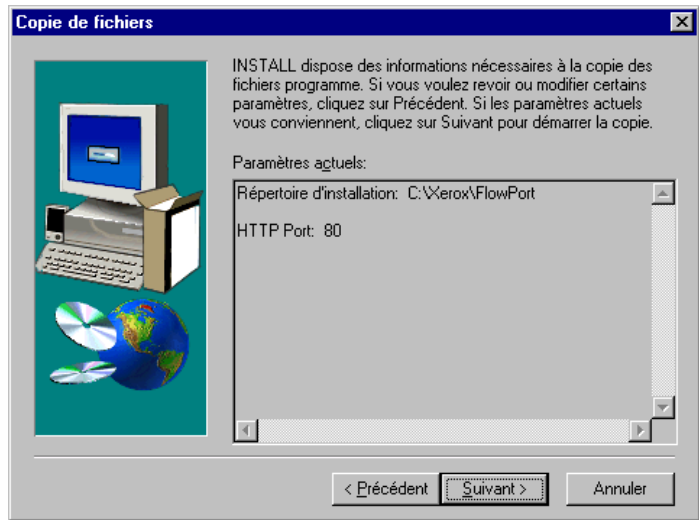 Copie de fichiers
INSTALL dispose des informations nécessaires à la copie des
fichiers programme. Si vous voulez revoir ou modifier certains
paramètres, cliquez sur Précédent. Si les paramètres actuels
vous conviennent, cliquez sur Suivant pour démarrer la copie.
Paramètres actuels:
Répertoire d'installation: C:\Xerox\FlowPort
HTTP Port: 80
< Précédent
Suivant >
Annuler